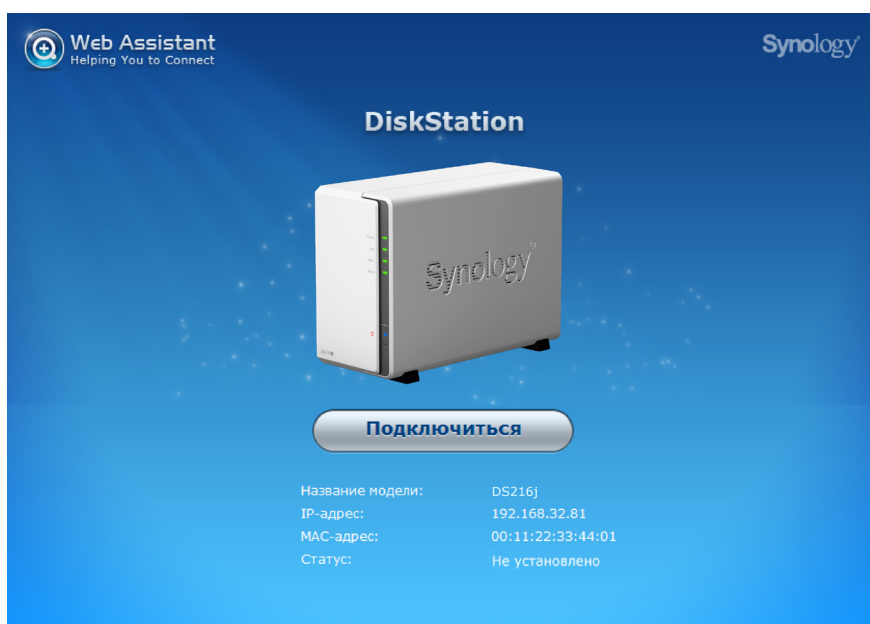 Web Assistant
Helping You to Connect
Synology
DiskStation
Synology
Подключиться
Название модели: DS216j
IP-адрес: 192.168.32.81
MAC-адрес: 00:11:22:33:44:01
Статус: Не установлено